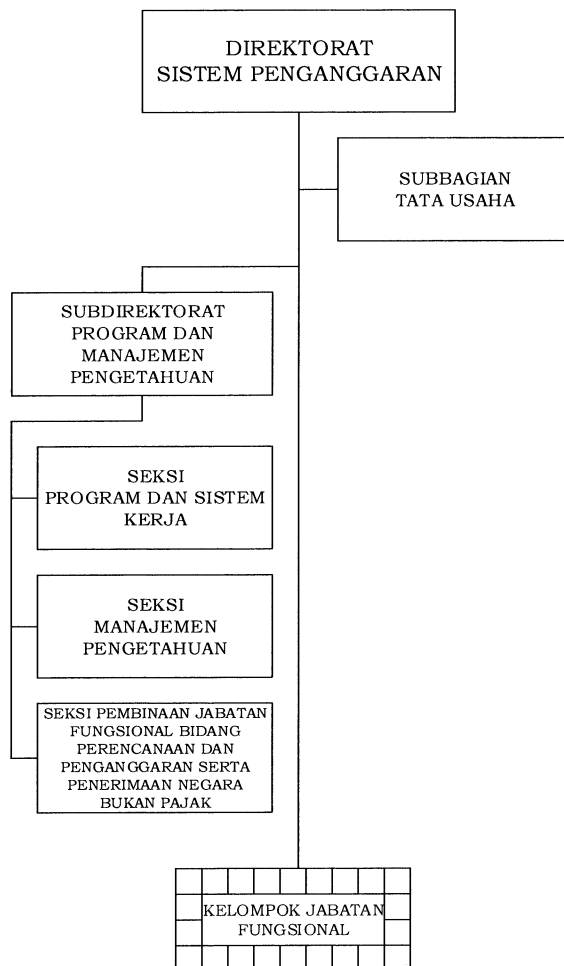 DIREKTORAT
SISTEM PENGANGGARAN
SUBBAGIAN
TATA USAHA
SUBDIREKTORAT
PROGRAM DAN
MANAJEMEN
PENGETAHUAN
SEKSI
PROGRAM DAN SISTEM
KERJA
SEKSI
MANAJEMEN
PENGETAHUAN
SEKSI PEMBINAAN JABATAN
FUNGSIONAL BIDANG
PERENCANAAN DAN
PENGANGGARAN SERTA
PENERIMAAN NEGARA
BUKAN PAJAK
KELOMPOK JABATAN
FUNGSIONAL